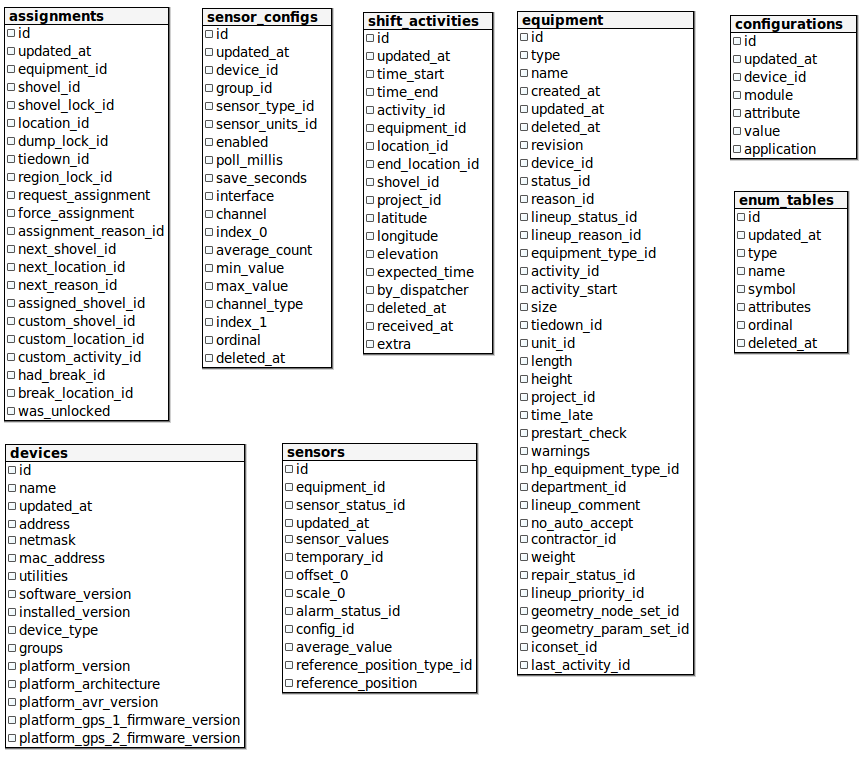 assignments
id
updated_at
equipment_id
shovel_id
shovel_lock_id
location_id
dump_lock_id
tiedown_id
region_lock_id
request_assignment
force_assignment
assignment_reason_id
next_shovel_id
next_location_id
next_reason_id
assigned_shovel_id
custom_shovel_id
custom_location_id
custom_activity_id
had_break_id
break_location_id
was_unlocked
sensor_configs
id
updated_at
device_id
group_id
sensor_type_id
sensor_units_id
enabled
poll_millis
save_seconds
interface
channel
index_0
average_count
min_value
max_value
channel_type
index_1
ordinal
deleted_at
shift_activities
id
updated_at
time_start
time_end
activity_id
equipment_id
location_id
end_location_id
shovel_id
project_id
latitude
longitude
elevation
expected_time
by_dispatcher
deleted_at
received_at
extra
equipment
id
type
name
created_at
updated_at
deleted_at
revision
device_id
status_id
reason_id
lineup_status_id
lineup_reason_id
equipment_type_id
activity_id
activity_start
size
tiedown_id
unit_id
length
height
project_id
time_late
prestart_check
warnings
hp_equipment_type_id
department_id
lineup_comment
no_auto_accept
contractor_id
weight
repair_status_id
lineup_priority_id
geometry_node_set_id
geometry_param_set_id
iconset_id
last_activity_id
configurations
id
updated_at
device_id
module
attribute
value
application
enum_tables
id
updated_at
type
name
symbol
attributes
ordinal
deleted_at
devices
id
name
updated_at
address
netmask
mac_address
utilities
software_version
installed_version
device_type
groups
platform_version
platform_architecture
platform_avr_version
platform_gps_1_firmware_version
platform_gps_2_firmware_version
sensors
id
equipment_id
sensor_status_id
updated_at
sensor_values
temporary_id
offset_0
scale_0
alarm_status_id
config_id
average_value
reference_position_type_id
reference_position